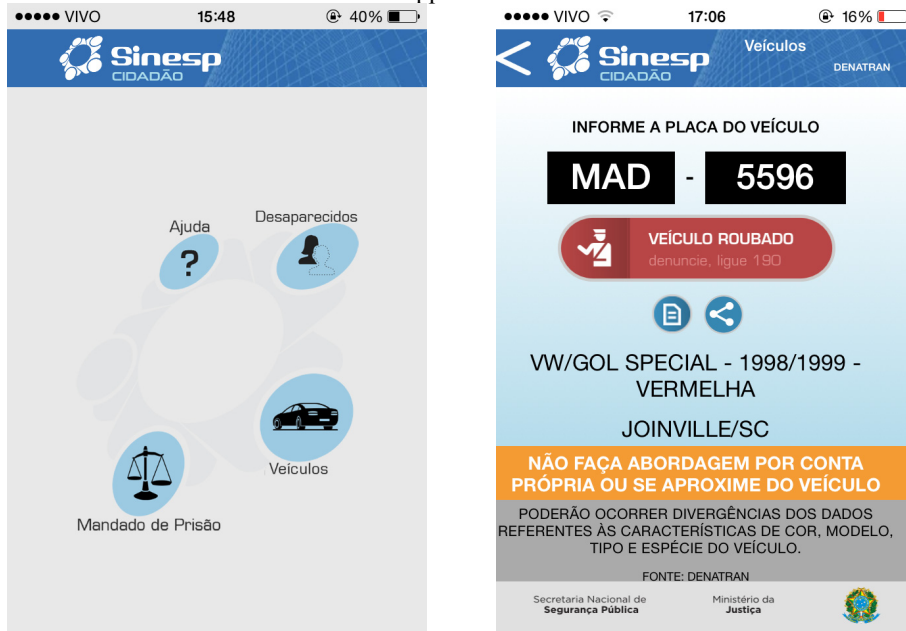 VIVO 15:48 40%
Sinesp
CIDADÃO
Ajuda
?
Desaparecidos
Veículos
Mandado de Prisão
VIVO 17:06 16%
Sinesp
CIDADÃO
Veículos
DENATRAN
INFORME A PLACA DO VEÍCULO
MAD - 5596
VEÍCULO ROUBADO
denuncie, ligue 190
VW/GOL SPECIAL - 1998/1999 -
VERMELHA
JOINVILLE/SC
NÃO FAÇA ABORDAGEM POR CONTA
PRÓPRIA OU SE APROXIME DO VEÍCULO
PODERÃO OCORRER DIVERGÊNCIAS DOS DADOS
REFERENTES ÀS CARACTERÍSTICAS DE COR, MODELO,
TIPO E ESPÉCIE DO VEÍCULO.
FONTE: DENATRAN
Secretaria Nacional de
Segurança Pública
Ministério da
Justiça